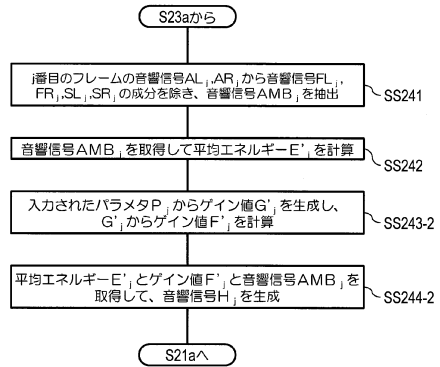 S23aから
j番目のフレームの音響信号ALj,ARjから音響信号FLj,
FRj,SLj,SRjの成分を除き、音響信号AMBjを抽出
SS241
音響信号AMBjを取得して平均エネルギーE'jを計算
SS242
入力されたパラメタPjからゲイン値G'jを生成し、
G'jからゲイン値F'jを計算
SS243-2
平均エネルギーE'jとゲイン値F'jと音響信号AMBjを
取得して、音響信号Hjを生成
SS244-2
S21aへ